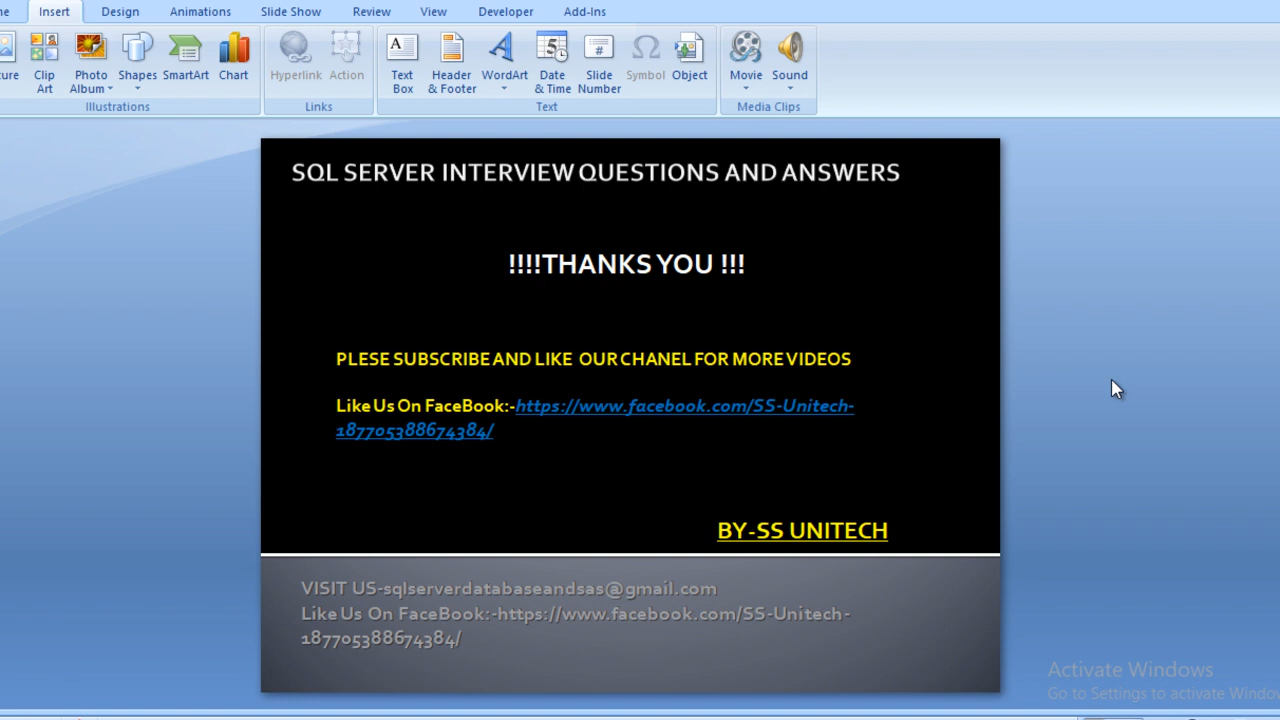 Insert Design Animations Slide Show Review View Developer Add-Ins
Clip Art Photo Album Shapes SmartArt Chart Hyperlink Action Text Box Header & Footer WordArt Date & Time Slide Number Symbol Object Movie Sound
Illustrations Links Text Media Clips
SQL SERVER INTERVIEW QUESTIONS AND ANSWERS
!!!!THANKS YOU !!!
PLESE SUBSCRIBE AND LIKE OUR CHANEL FOR MORE VIDEOS
Like Us On FaceBook:-https://www.facebook.com/SS-Unitech-
187705388674384/
BY-SS UNITECH
VISIT US-sqlserverdatabaseandsas@gmail.com
Like Us On FaceBook:-https://www.facebook.com/SS-Unitech-
187705388674384/
Activate Windows
Go to Settings to activate Windo